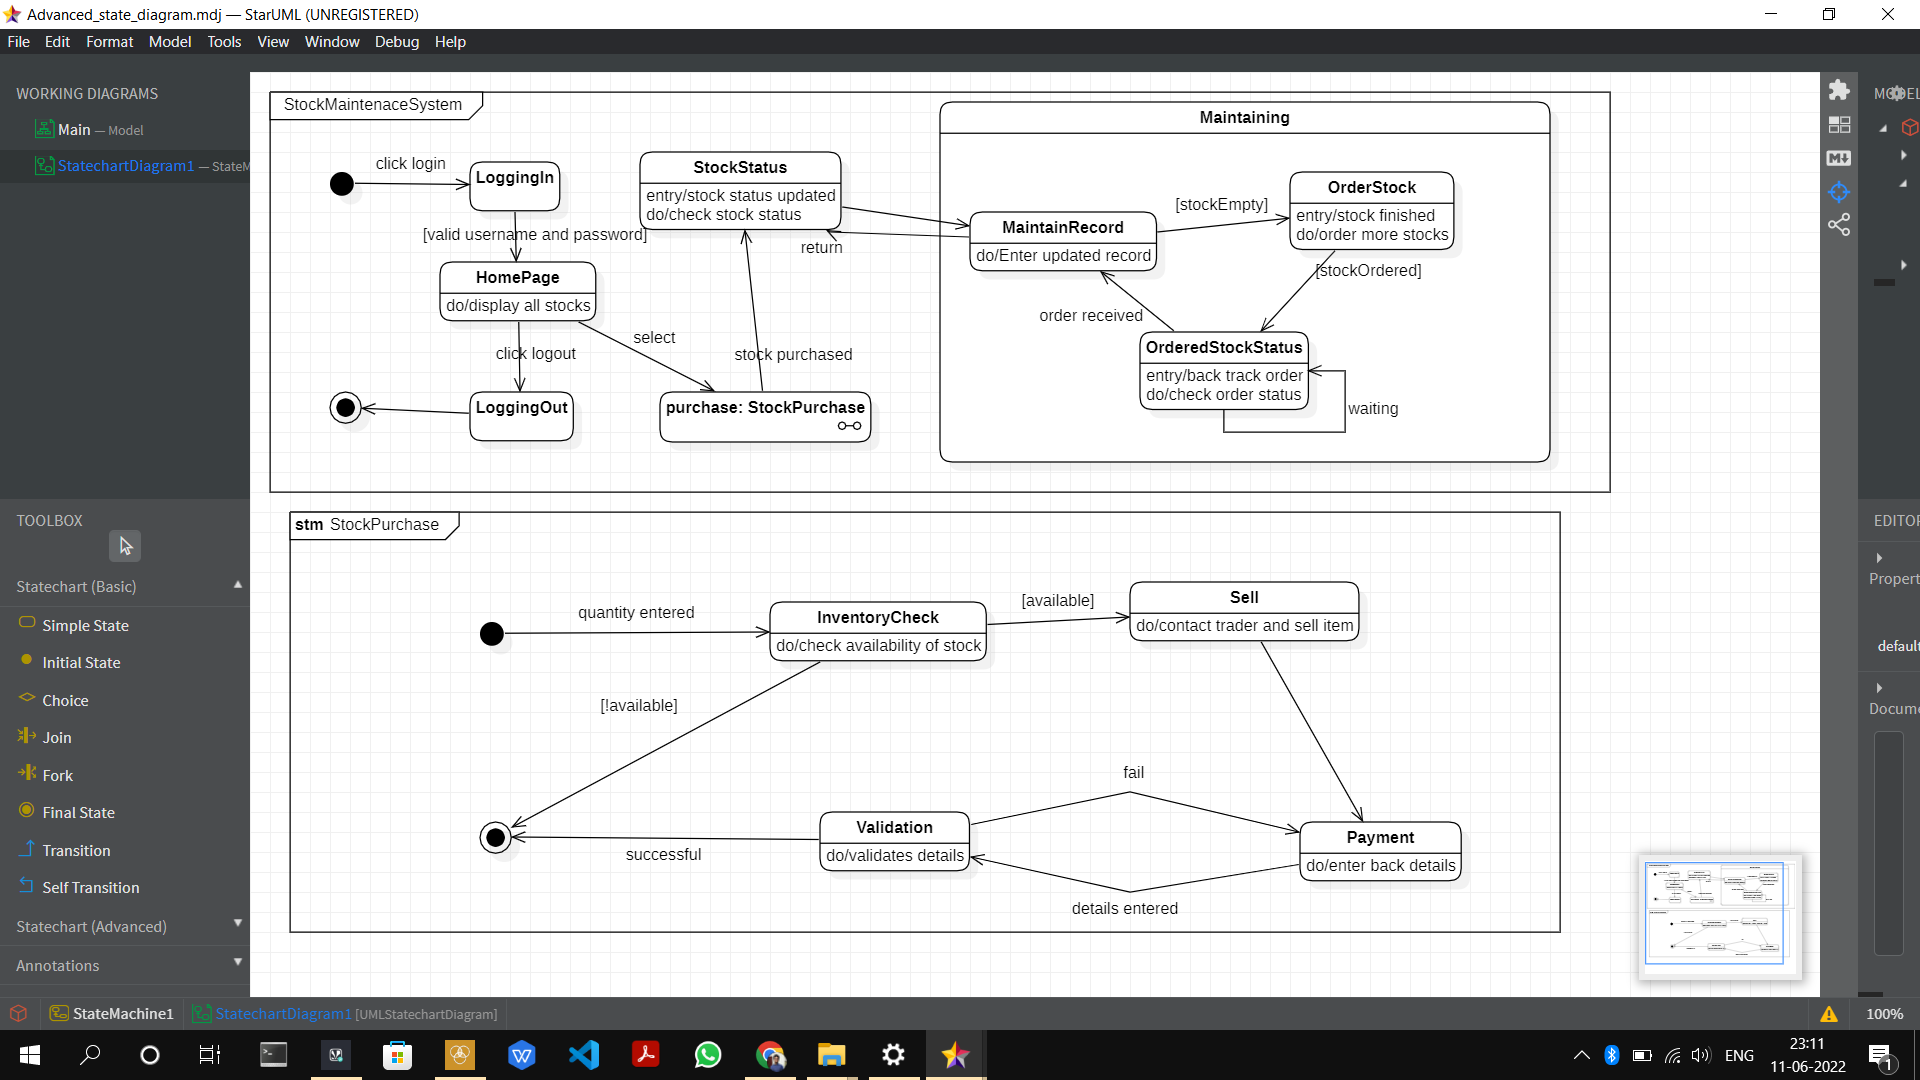 Advanced_state_diagram.mdj — StarUML (UNREGISTERED)
File Edit Format Model Tools View Window Debug Help
WORKING DIAGRAMS
Main — Model
StatechartDiagram1 — StateM
TOOLBOX
Statechart (Basic)
Simple State
Initial State
Choice
Join
Fork
Final State
Transition
Self Transition
Statechart (Advanced)
Annotations
StockMaintenaceSystem
click login
LoggingIn
[valid username and password]
HomePage
do/display all stocks
click logout
select
LoggingOut
StockStatus
entry/stock status updated
do/check stock status
return
stock purchased
purchase: StockPurchase
Maintaining
MaintainRecord
do/Enter updated record
[stockEmpty]
OrderStock
entry/stock finished
do/order more stocks
[stockOrdered]
order received
OrderedStockStatus
entry/back track order
do/check order status
waiting
stm StockPurchase
quantity entered
InventoryCheck
do/check availability of stock
[available]
Sell
do/contact trader and sell item
[!available]
fail
Validation
do/validates details
successful
Payment
do/enter back details
details entered
M↓
MODEL
EDITOR
Propert
default
Docume
StateMachine1
StatechartDiagram1 [UMLStatechartDiagram]
100%
ENG
23:11
11-06-2022
1